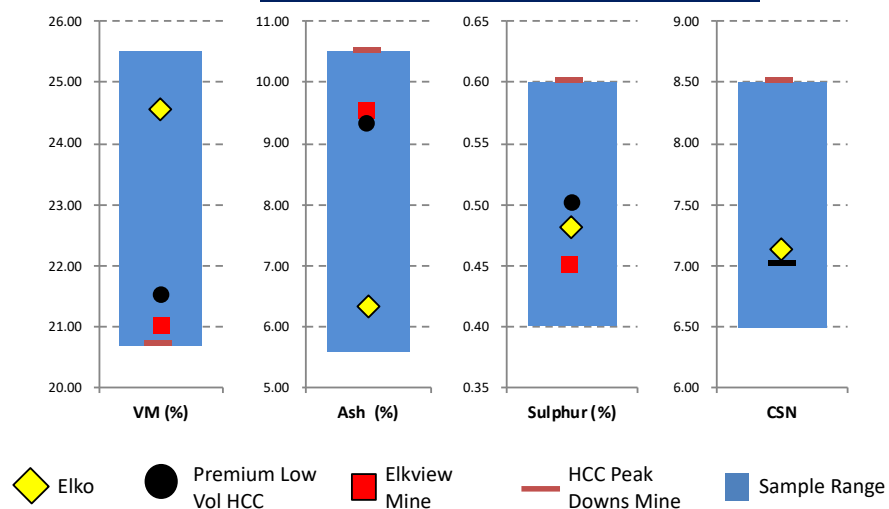 26.00
25.00
24.00
23.00
22.00
21.00
20.00
VM (%)
11.00
10.00
9.00
8.00
7.00
6.00
5.00
Ash (%)
0.65
0.60
0.55
0.50
0.45
0.40
0.35
Sulphur (%)
9.00
8.50
8.00
7.50
7.00
6.50
6.00
CSN
Elko
Premium Low
Vol HCC
Elkview
Mine
HCC Peak
Downs Mine
Sample Range